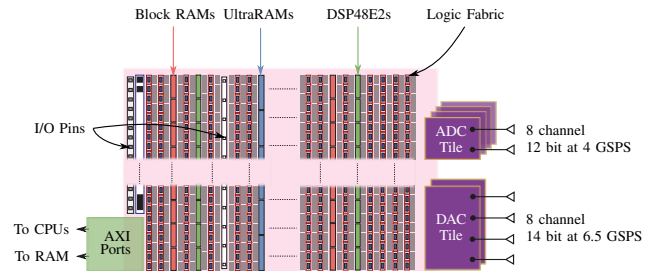 Block RAMs UltraRAMs DSP48E2s Logic Fabric
I/O Pins
ADC
Tile
8 channel
12 bit at 4 GSPS
DAC
Tile
8 channel
14 bit at 6.5 GSPS
To CPUs
To RAM
AXI
Ports